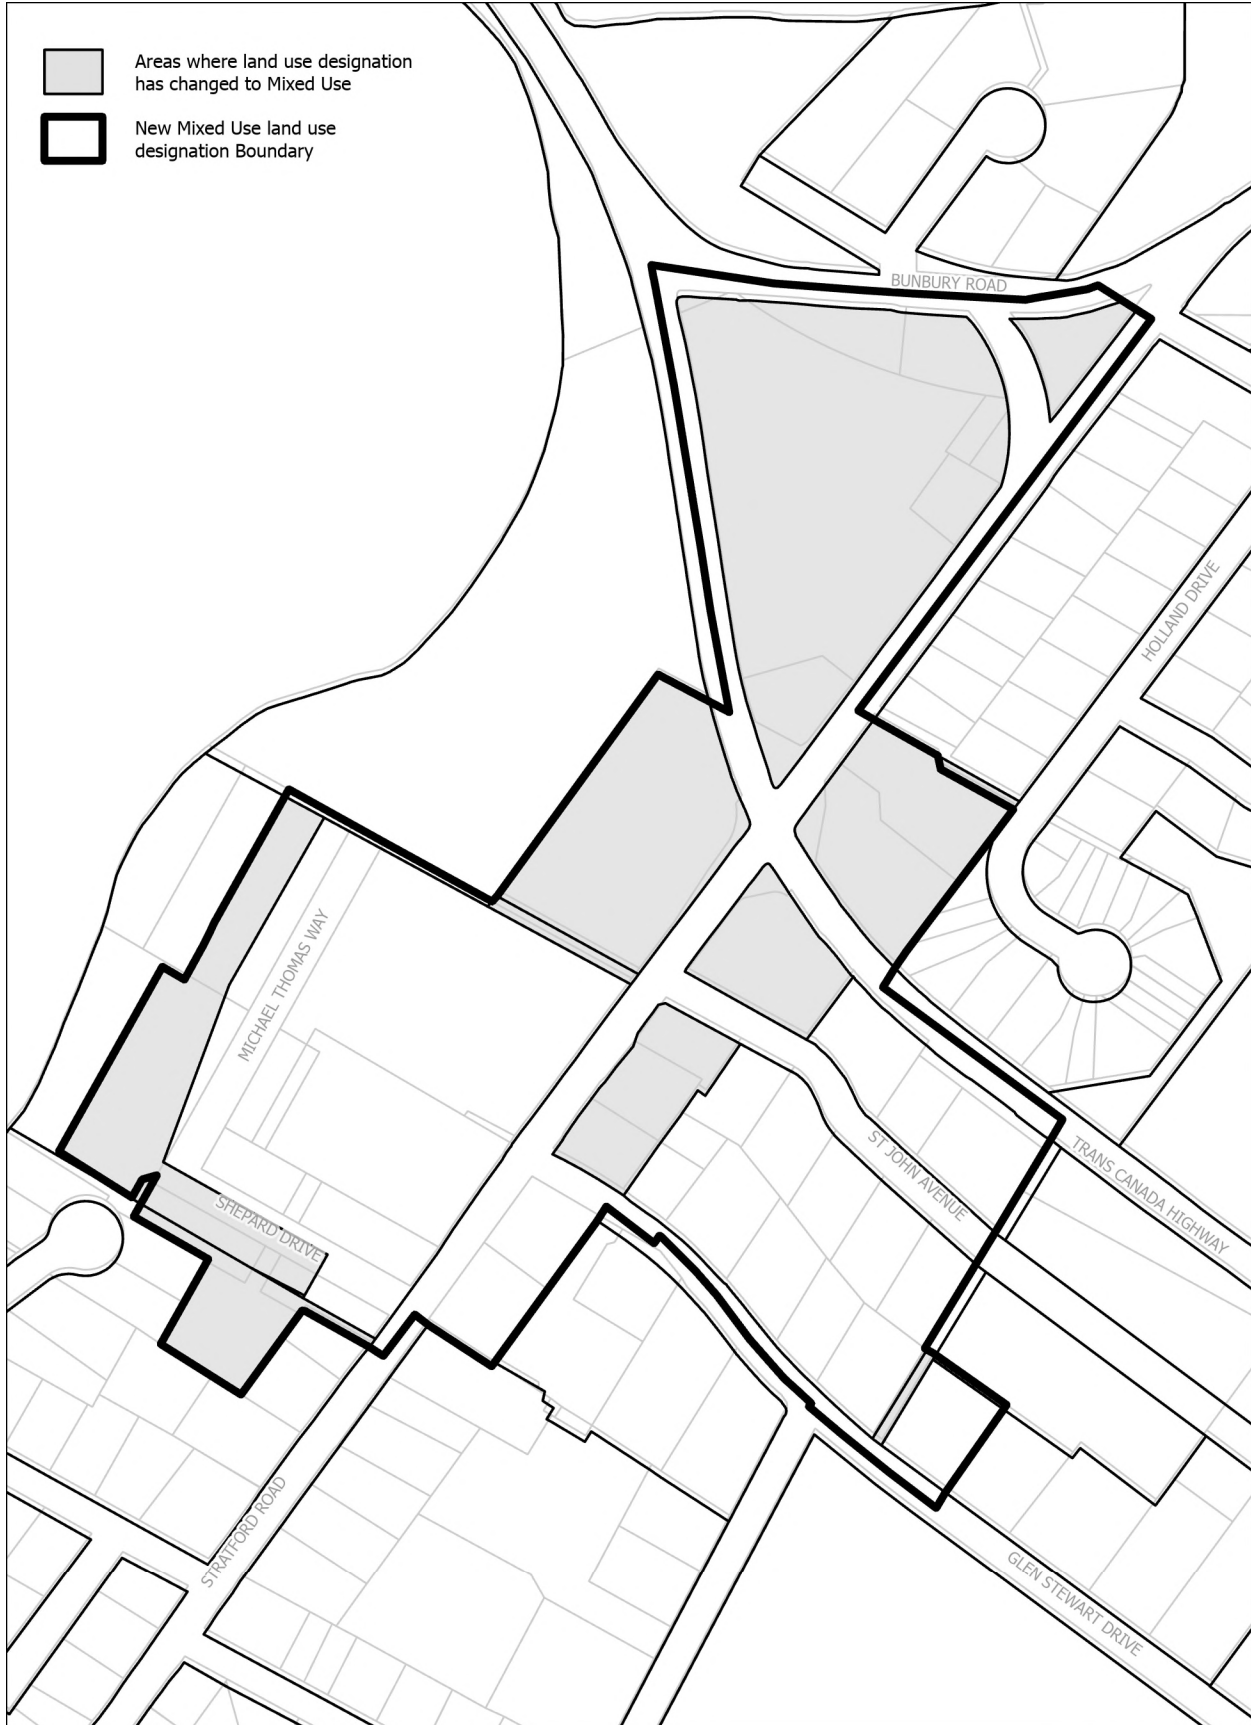 Areas where land use designation
has changed to Mixed Use
New Mixed Use land use
designation Boundary
BUNBURY ROAD
HOLLAND DRIVE
MICHAEL THOMAS WAY
ST JOHN AVENUE
TRANS CANADA HIGHWAY
SHEPARD DRIVE
STRATFORD ROAD
GLEN STEWART DRIVE